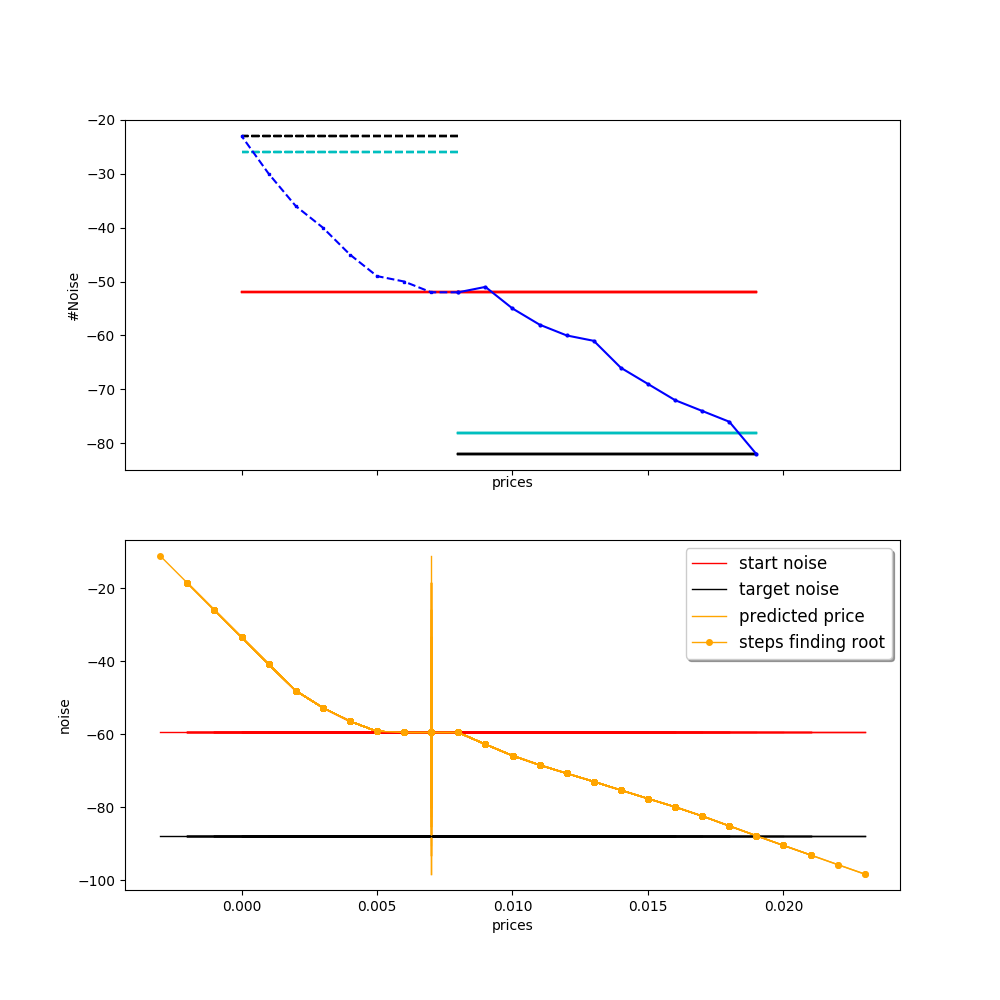 −20
−30
−40
−50
−60
−70
−80
#Noise
prices
−20
−40
−60
−80
−100
noise
start noise
target noise
predicted price
steps finding root
0.000 0.005 0.010 0.015 0.020
prices